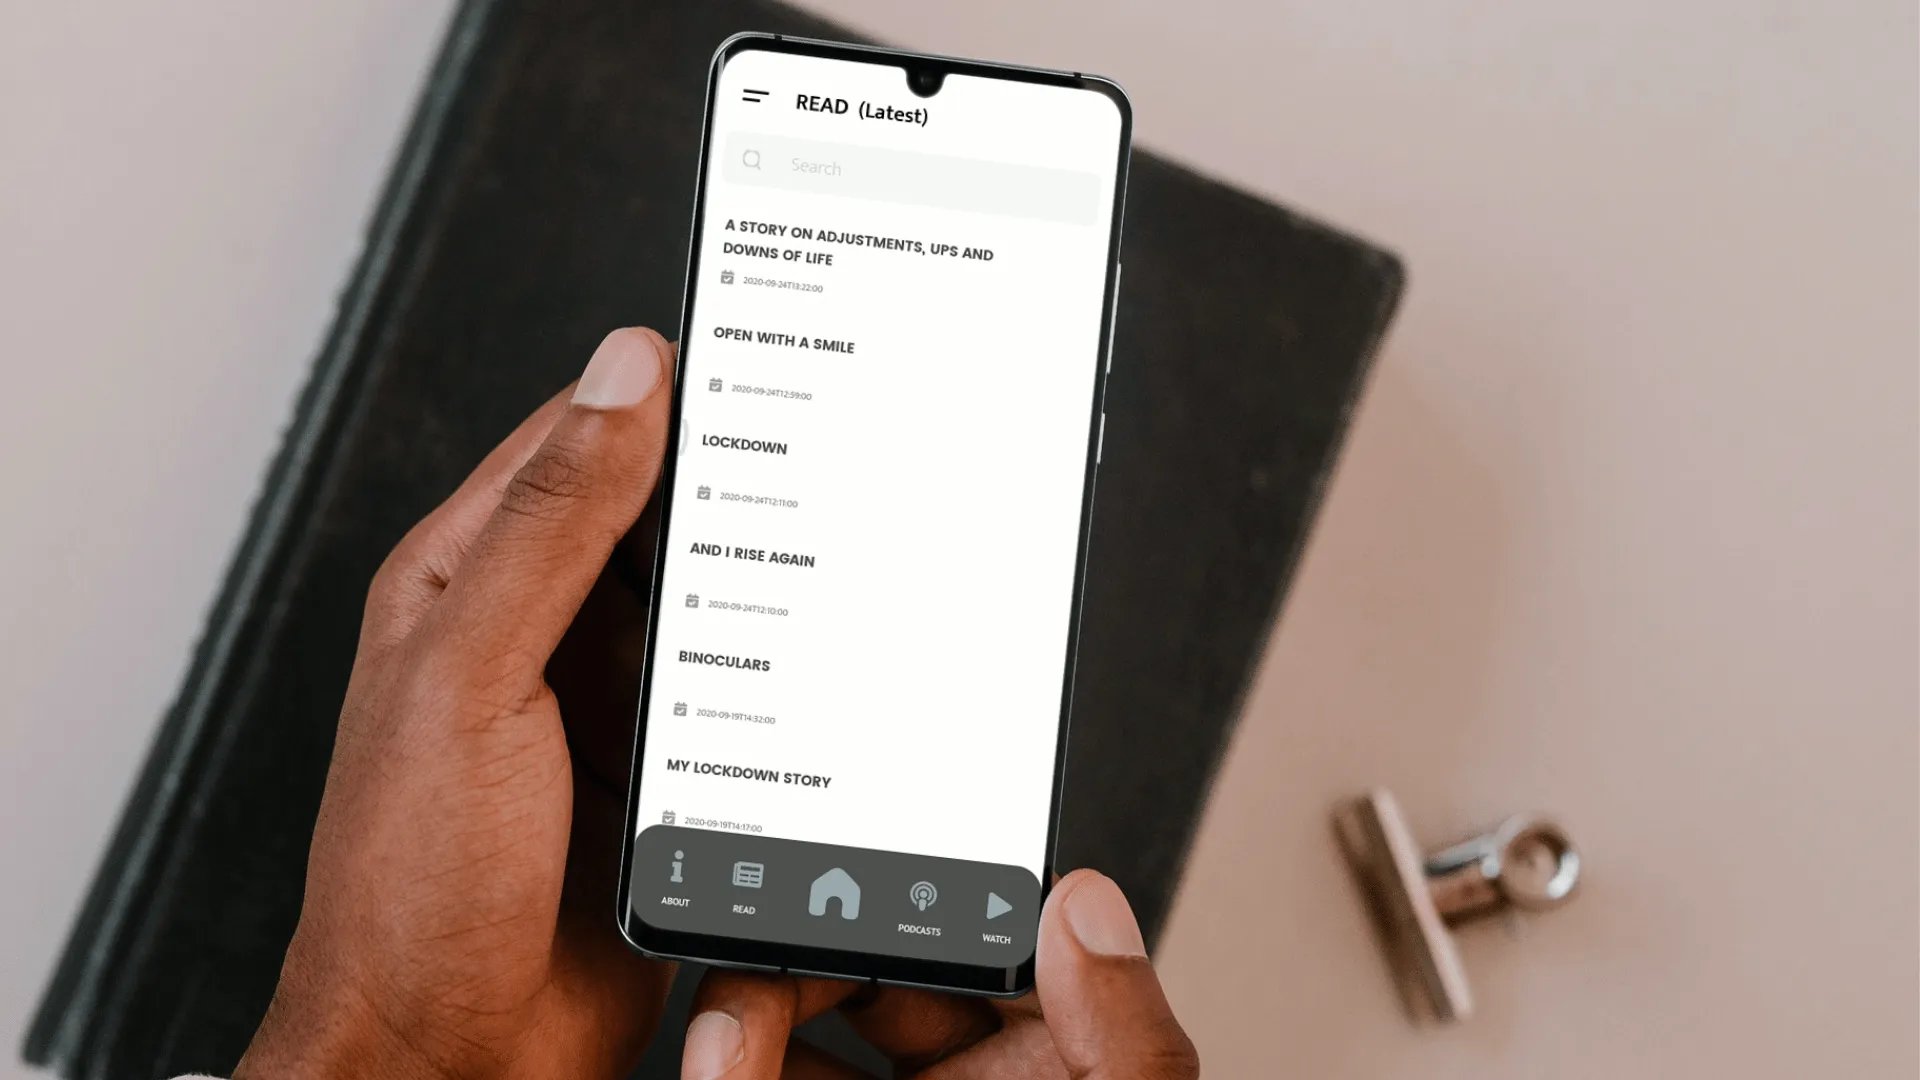 READ (Latest)
Search
A STORY ON ADJUSTMENTS, UPS AND
DOWNS OF LIFE
2020-09-24T13:22:00
OPEN WITH A SMILE
2020-09-24T12:59:00
LOCKDOWN
2020-09-24T12:11:00
AND I RISE AGAIN
2020-09-24T12:10:00
BINOCULARS
2020-09-19T14:32:00
MY LOCKDOWN STORY
2020-09-19T14:17:00
ABOUT
READ
PODCASTS
WATCH